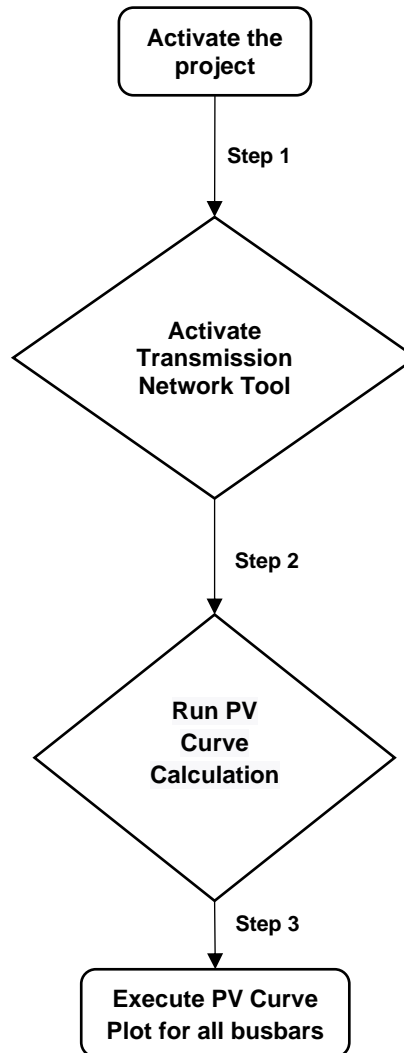 Activate the
project
Step 1
Activate
Transmission
Network Tool
Step 2
Run PV
Curve
Calculation
Step 3
Execute PV Curve
Plot for all busbars